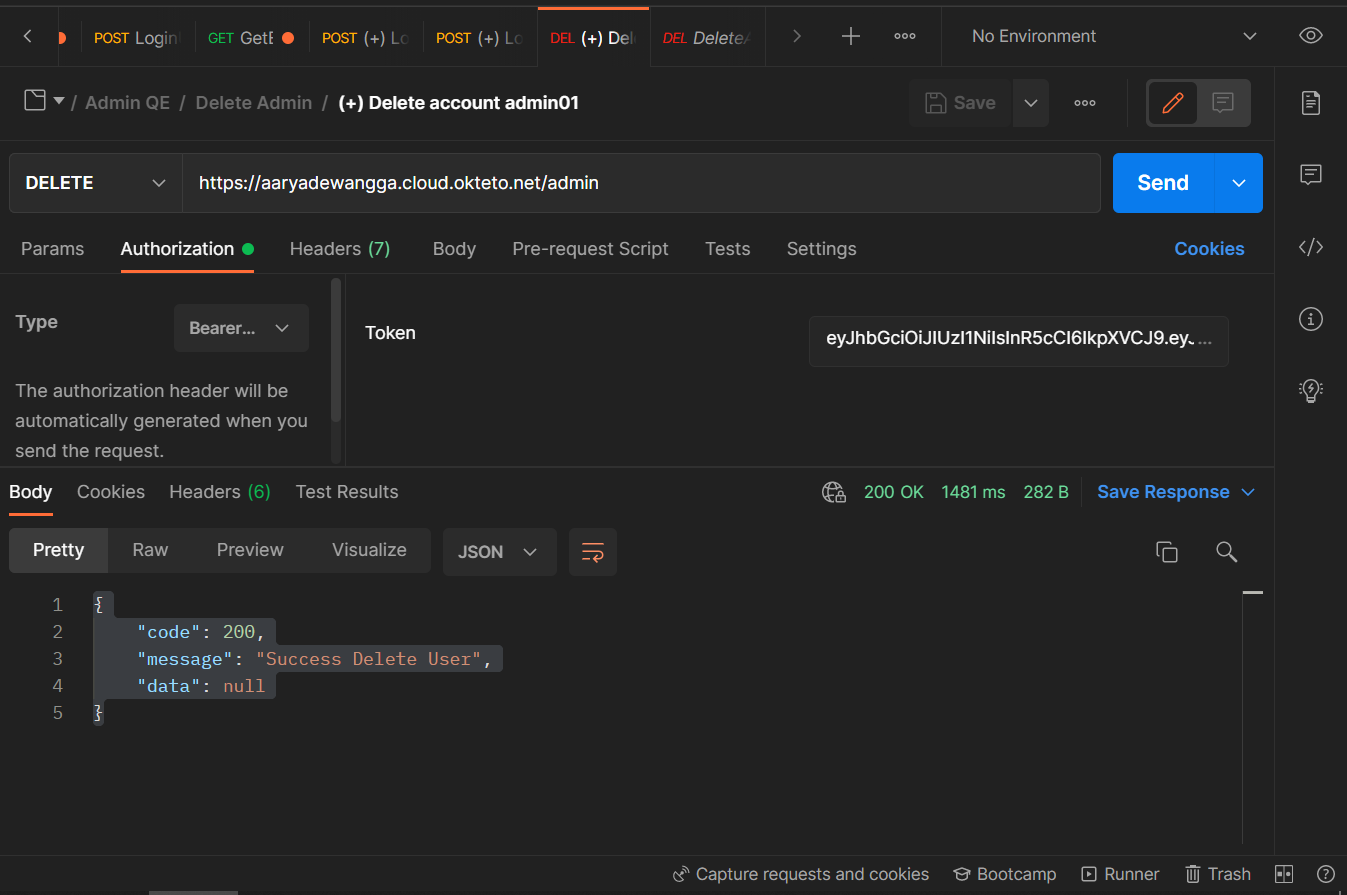 POST Login
GET GetE
POST (+) Lo
POST (+) Lo
DEL (+) Del
DEL DeleteA
No Environment
/ Admin QE / Delete Admin / (+) Delete account admin01
Save
DELETE
https://aaryadewangga.cloud.okteto.net/admin
Send
Params
Authorization
Headers (7)
Body
Pre-request Script
Tests
Settings
Cookies
Type
Bearer...
The authorization header will be
automatically generated when you
send the request.
Token
eyJhbGciOiJIUzI1NiIsInR5cCI6IkpXVCJ9.eyJ...
Body
Cookies
Headers (6)
Test Results
200 OK
1481 ms
282 B
Save Response
Pretty
Raw
Preview
Visualize
JSON
1 {
2 "code": 200,
3 "message": "Success Delete User",
4 "data": null
5 }
Capture requests and cookies
Bootcamp
Runner
Trash